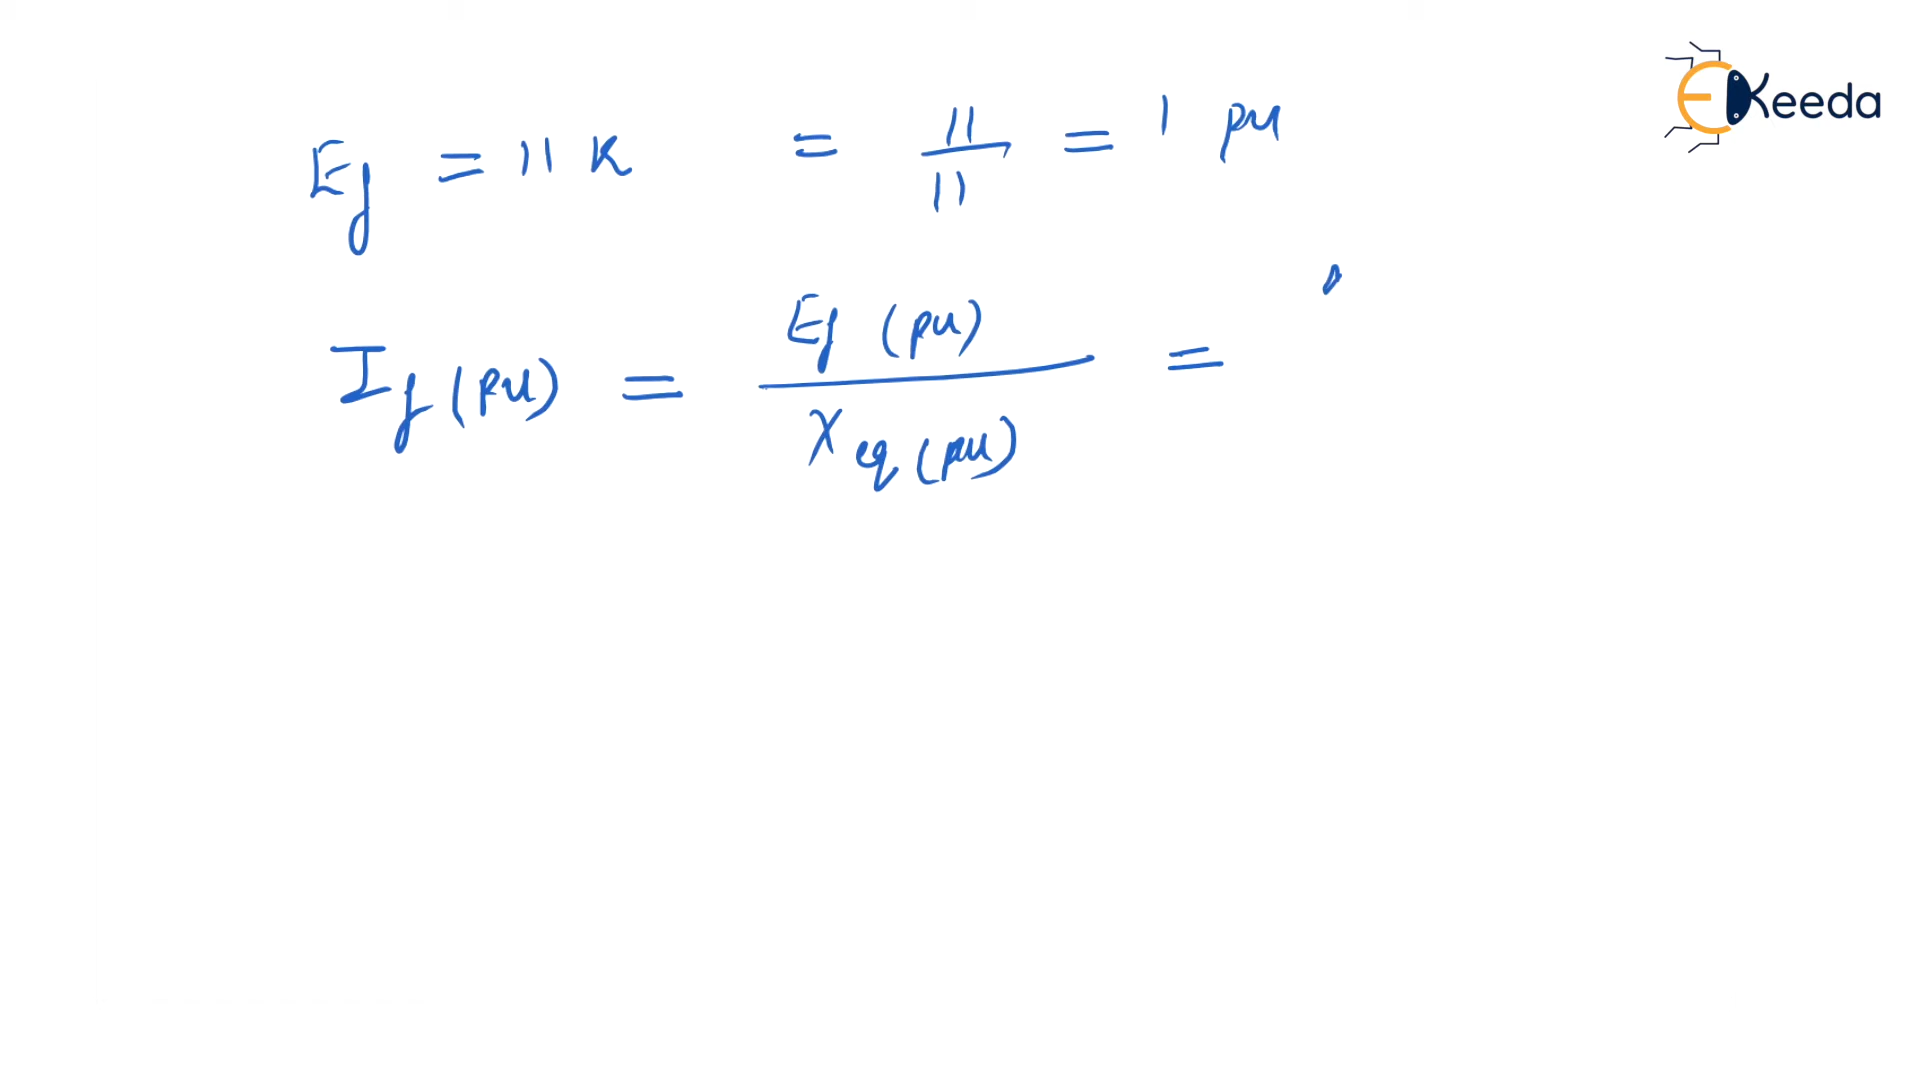 EKeeda
Ef = 11 K = 11/11 = 1 pu
If (pu) = Ef (pu) / Xeq (pu) =